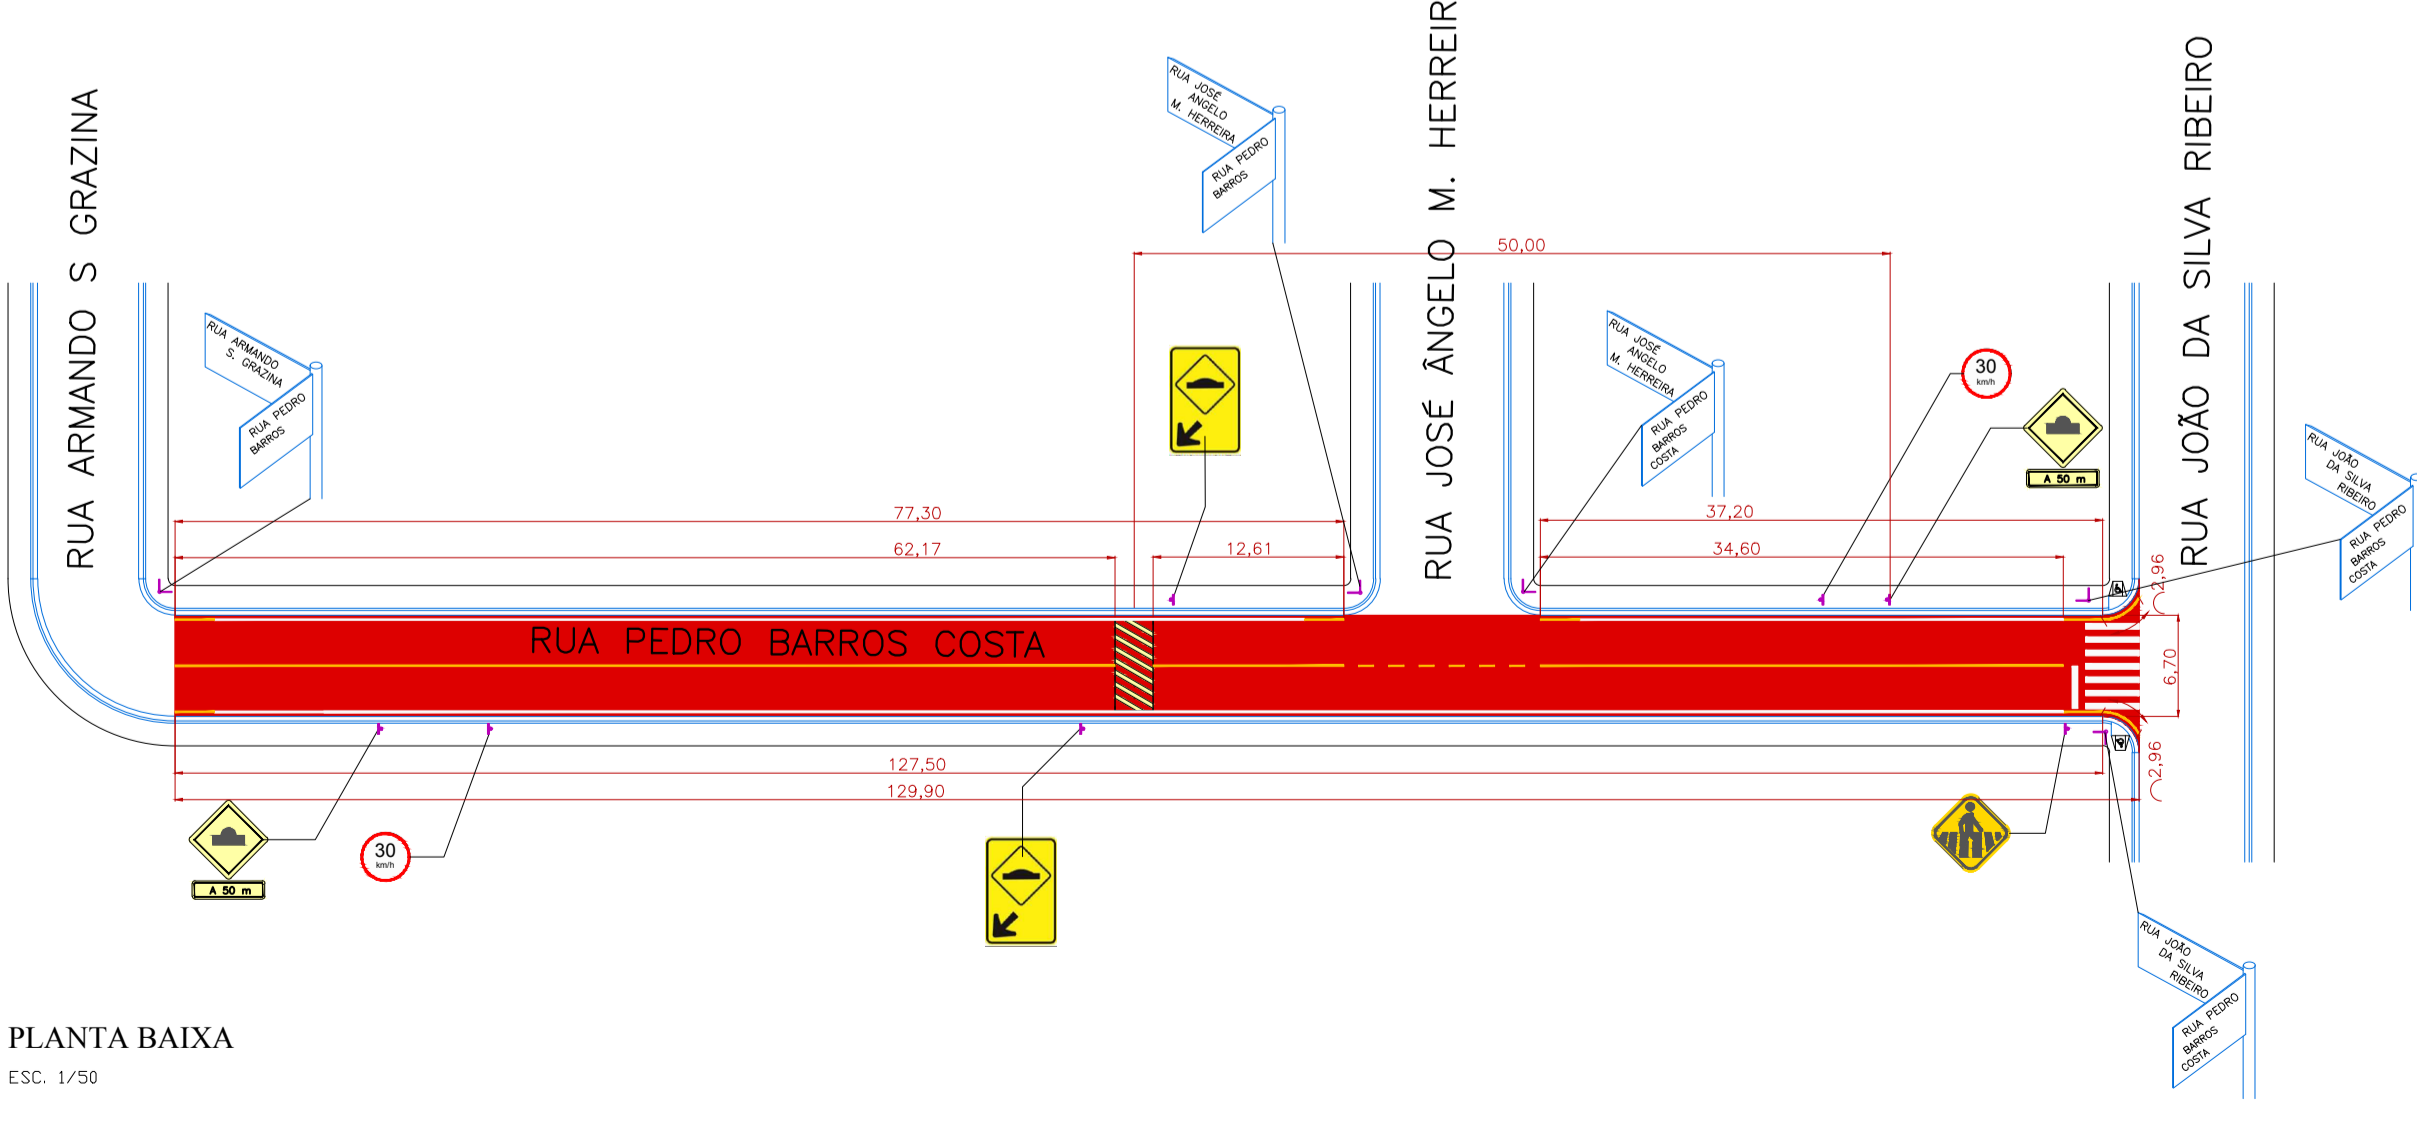 RUA ARMANDO S GRAZINA
RUA ARMANDO
S. GRAZINA
RUA PEDRO
BARROS
RUA JOSÉ
ANGELO
M. HERREIRA
RUA PEDRO
BARROS
RUA JOSÉ ÂNGELO M. HERREIR
50,00
RUA JOSÉ
ANGELO
M. HERREIRA
RUA PEDRO
BARROS
COSTA
30
km/h
A 50 m
RUA JOÃO DA SILVA RIBEIRO
RUA JOÃO
DA SILVA
RIBEIRO
RUA PEDRO
BARROS
COSTA
77,30
62,17
12,61
37,20
34,60
2,96
6,70
2,96
RUA PEDRO BARROS COSTA
127,50
129,90
A 50 m
30
km/h
RUA JOÃO
DA SILVA
RIBEIRO
RUA PEDRO
BARROS
COSTA
PLANTA BAIXA
ESC. 1/50